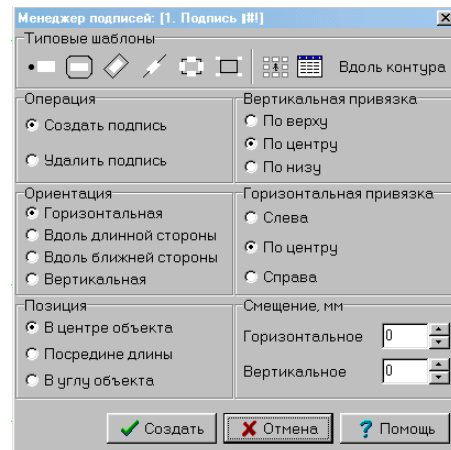 Менеджер подписей: [1. Подпись |#!]
Типовые шаблоны
Вдоль контура
Операция
Создать подпись
Удалить подпись
Вертикальная привязка
По верху
По центру
По низу
Ориентация
Горизонтальная
Вдоль длинной стороны
Вдоль ближней стороны
Вертикальная
Горизонтальная привязка
Слева
По центру
Справа
Позиция
В центре объекта
Посредине длины
В углу объекта
Смещение, мм
Горизонтальное 0
Вертикальное 0
Создать
Отмена
? Помощь